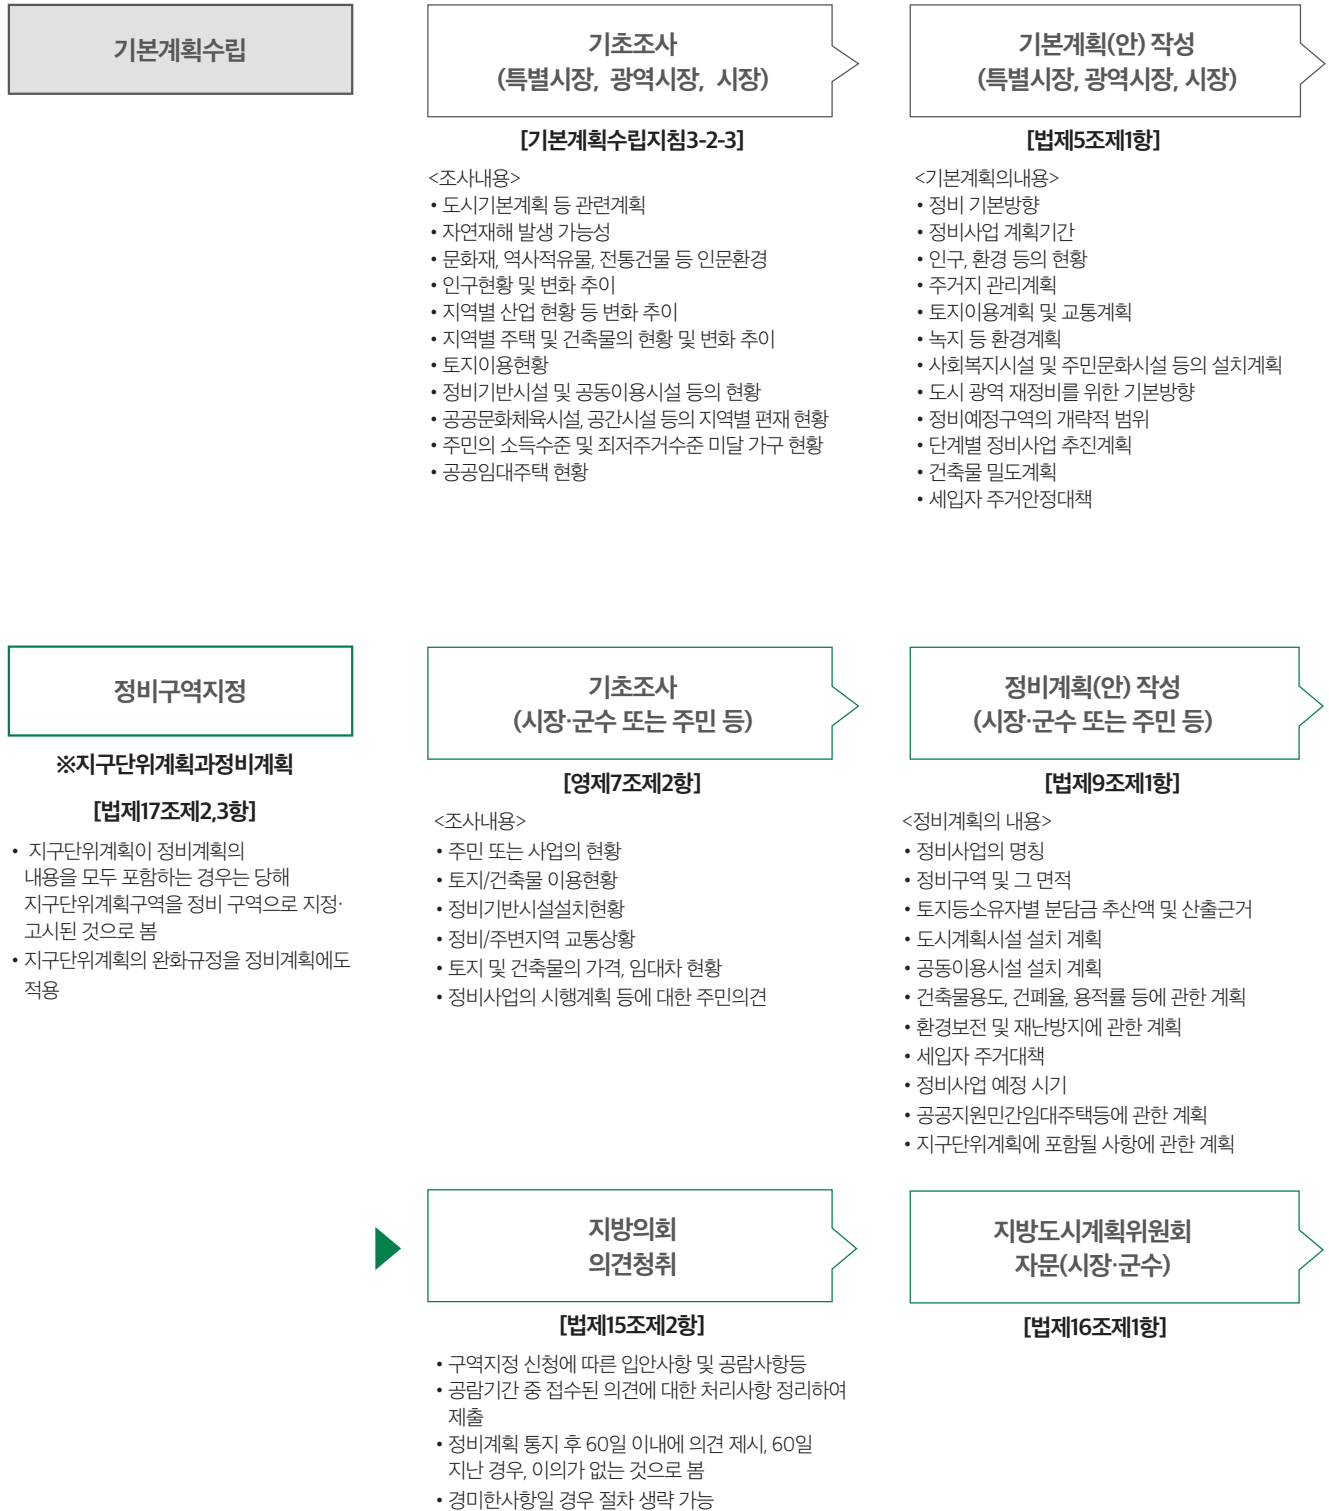 기본계획수립
기초조사
(특별시장, 광역시장, 시장)
[기본계획수립지침3-2-3]
<조사내용>
• 도시기본계획 등 관련계획
• 자연재해 발생 가능성
• 문화재, 역사적유물, 전통건물 등 인문환경
• 인구현황 및 변화 추이
• 지역별 산업 현황 등 변화 추이
• 지역별 주택 및 건축물의 현황 및 변화 추이
• 토지이용현황
• 정비기반시설 및 공동이용시설 등의 현황
• 공공문화체육시설, 공간시설 등의 지역별 편재 현황
• 주민의 소득수준 및 죄저주거수준 미달 가구 현황
• 공공임대주택 현황
기본계획(안) 작성
(특별시장, 광역시장, 시장)
[법제5조제1항]
<기본계획의내용>
• 정비 기본방향
• 정비사업 계획기간
• 인구, 환경 등의 현황
• 주거지 관리계획
• 토지이용계획 및 교통계획
• 녹지 등 환경계획
• 사회복지시설 및 주민문화시설 등의 설치계획
• 도시 광역 재정비를 위한 기본방향
• 정비예정구역의 개략적 범위
• 단계별 정비사업 추진계획
• 건축물 밀도계획
• 세입자 주거안정대책
정비구역지정
※지구단위계획과정비계획
[법제17조제2,3항]
• 지구단위계획이 정비계획의
내용을 모두 포함하는 경우는 당해
지구단위계획구역을 정비 구역으로 지정·
고시된 것으로 봄
• 지구단위계획의 완화규정을 정비계획에도
적용
기초조사
(시장·군수 또는 주민 등)
[영제7조제2항]
<조사내용>
• 주민 또는 사업의 현황
• 토지/건축물 이용현황
• 정비기반시설설치현황
• 정비/주변지역 교통상황
• 토지 및 건축물의 가격, 임대차 현황
• 정비사업의 시행계획 등에 대한 주민의견
정비계획(안) 작성
(시장·군수 또는 주민 등)
[법제9조제1항]
<정비계획의 내용>
• 정비사업의 명칭
• 정비구역 및 그 면적
• 토지등소유자별 분담금 추산액 및 산출근거
• 도시계획시설 설치 계획
• 공동이용시설 설치 계획
• 건축물용도, 건폐율, 용적률 등에 관한 계획
• 환경보전 및 재난방지에 관한 계획
• 세입자 주거대책
• 정비사업 예정 시기
• 공공지원민간임대주택등에 관한 계획
• 지구단위계획에 포함될 사항에 관한 계획
지방의회
의견청취
[법제15조제2항]
• 구역지정 신청에 따른 입안사항 및 공람사항등
• 공람기간 중 접수된 의견에 대한 처리사항 정리하여
제출
• 정비계획 통지 후 60일 이내에 의견 제시, 60일
지난 경우, 이의가 없는 것으로 봄
• 경미한사항일 경우 절차 생략 가능
지방도시계획위원회
자문(시장·군수)
[법제16조제1항]